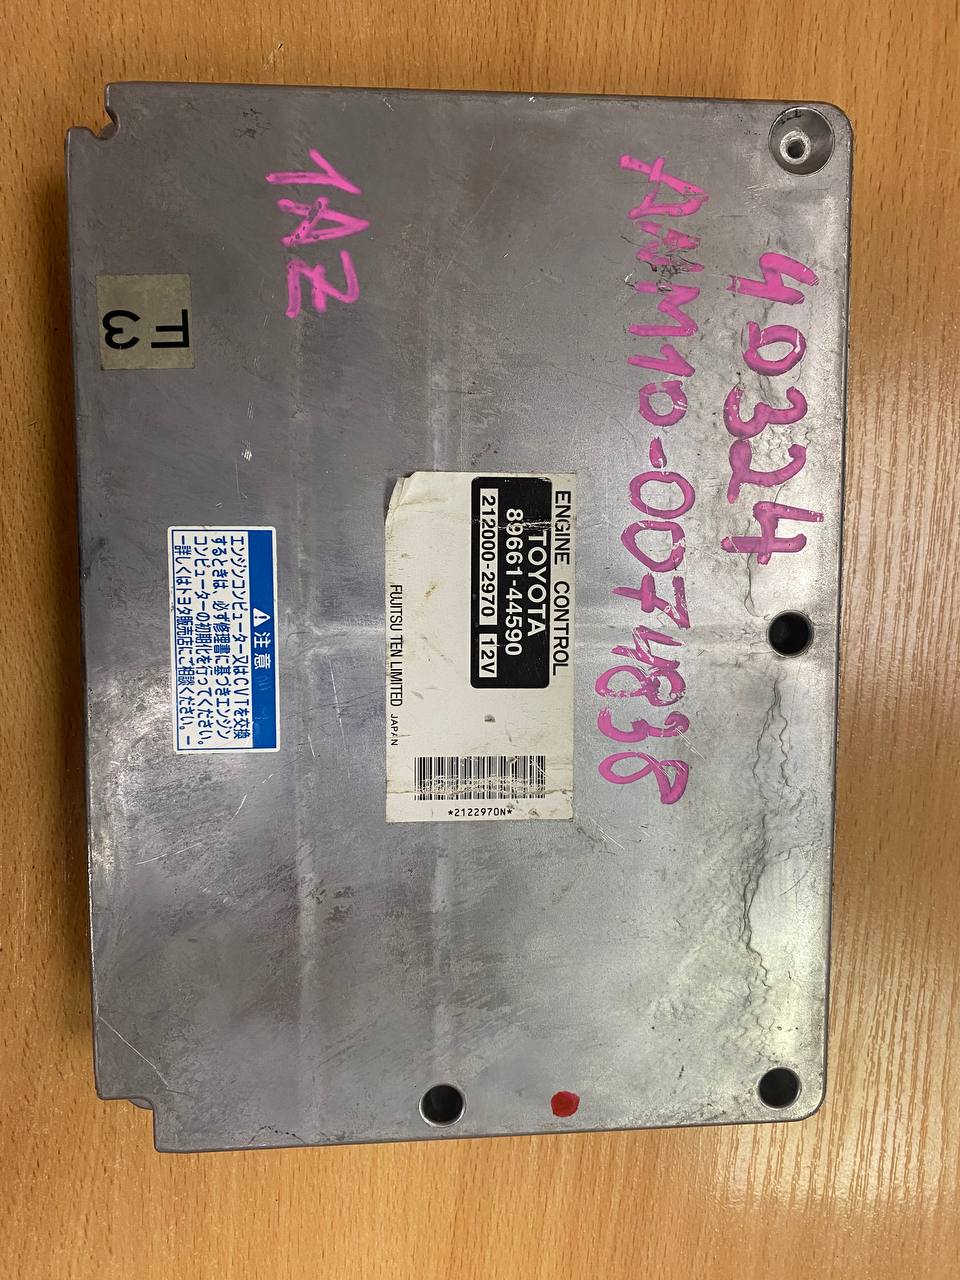 40324
AWM10-0074838
1AZ
ENGINE CONTROL
TOYOTA
89661-44590
212000-2970 12V
FUJITSU TEN LIMITED JAPAN
*2122970N*
注意
エンジンコンピューター又はCVTを交換
するときは、必ず修理書に基づきエンジン
コンピューターの初期化を行ってください。
ー詳しくはトヨタ販売店にご相談ください。ー